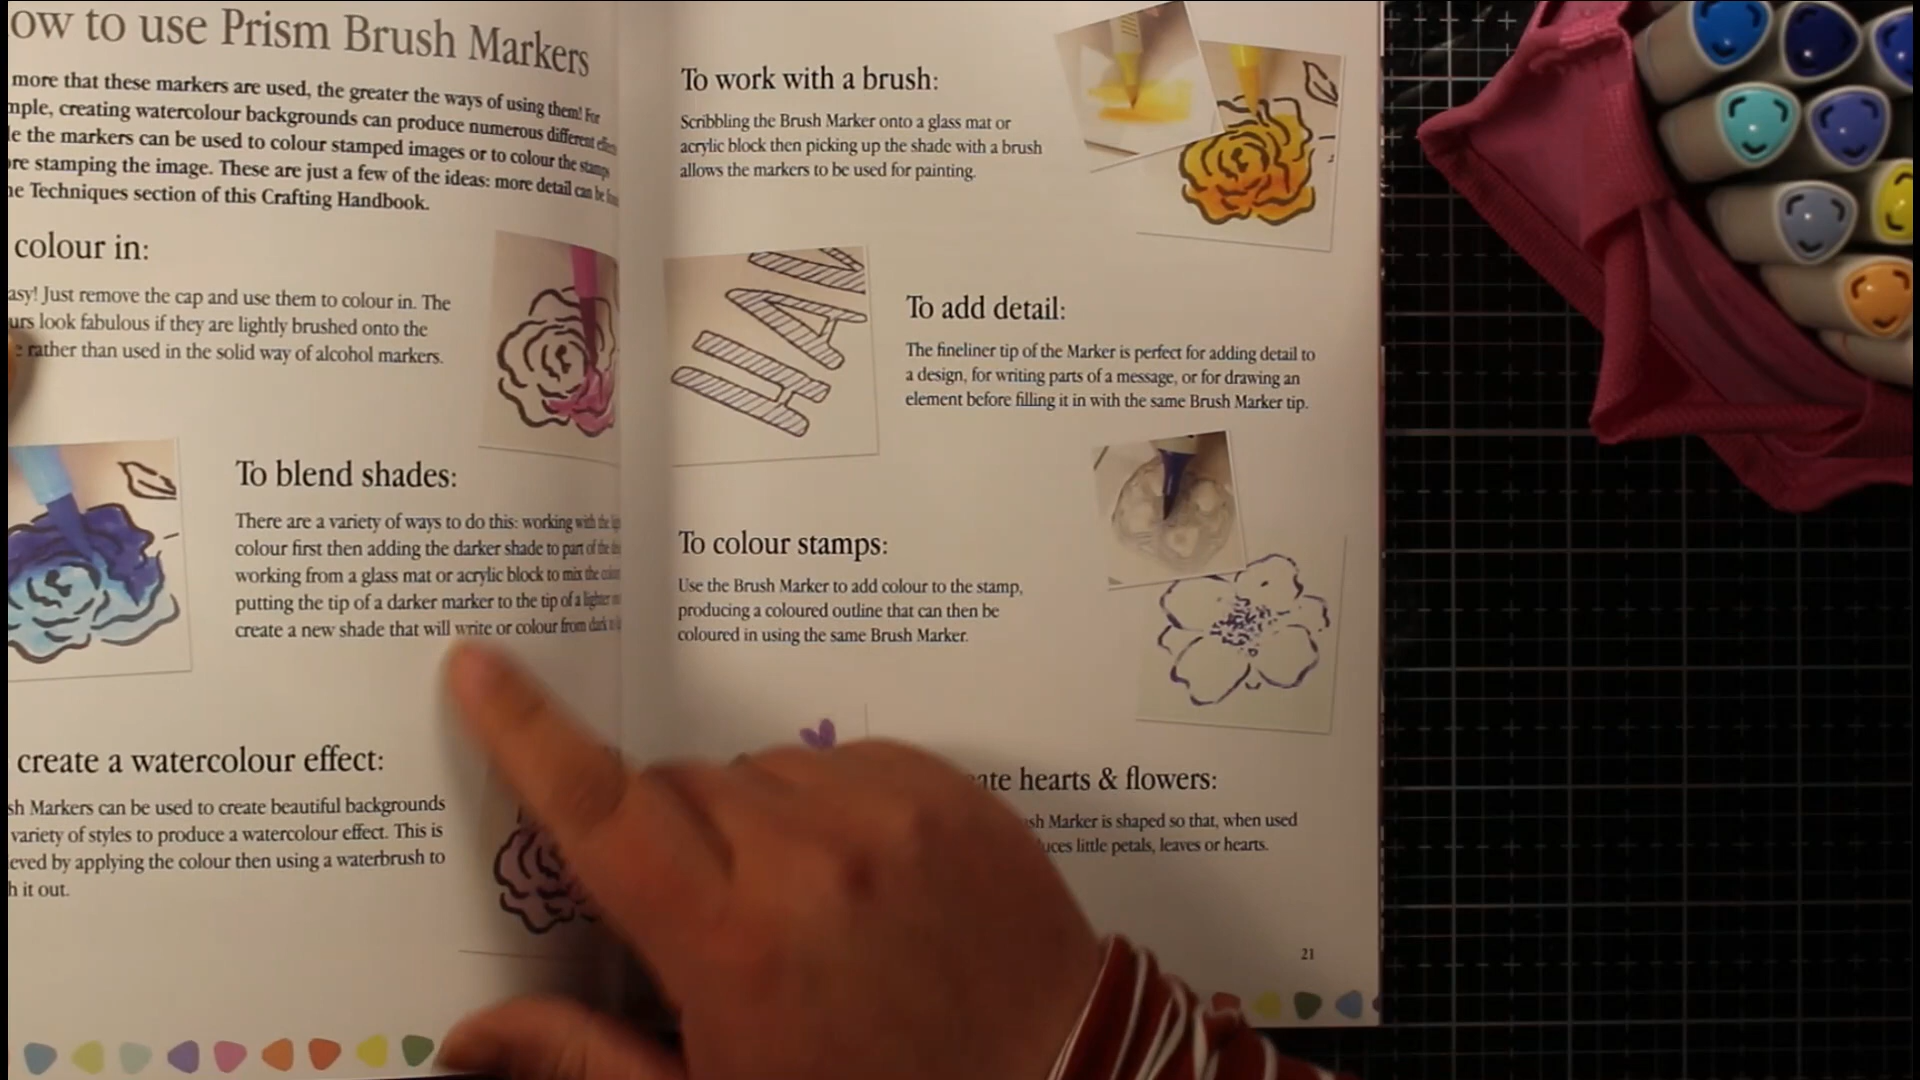 ow to use Prism Brush Markers
more that these markers are used, the greater the ways of using them! For
mple, creating watercolour backgrounds can produce numerous different
le the markers can be used to colour stamped images or to colour the stamps
ore stamping the image. These are just a few of the ideas: more detail can be
he Techniques section of this Crafting Handbook.
colour in:
asy! Just remove the cap and use them to colour in. The
urs look fabulous if they are lightly brushed onto the
rather than used in the solid way of alcohol markers.
To blend shades:
There are a variety of ways to do this: working with the
colour first then adding the darker shade to part of the
working from a glass mat or acrylic block to mix the
putting the tip of a darker marker to the tip of a lighter
create a new shade that will write or colour from dark to
create a watercolour effect:
sh Markers can be used to create beautiful backgrounds
variety of styles to produce a watercolour effect. This is
eved by applying the colour then using a waterbrush to
h it out.
To work with a brush:
Scribbling the Brush Marker onto a glass mat or
acrylic block then picking up the shade with a brush
allows the markers to be used for painting.
HA
To add detail:
The fineliner tip of the Marker is perfect for adding detail to
a design, for writing parts of a message, or for drawing an
element before filling it in with the same Brush Marker tip.
To colour stamps:
Use the Brush Marker to add colour to the stamp,
producing a coloured outline that can then be
coloured in using the same Brush Marker.
ate hearts & flowers:
sh Marker is shaped so that, when used
uces little petals, leaves or hearts.
21